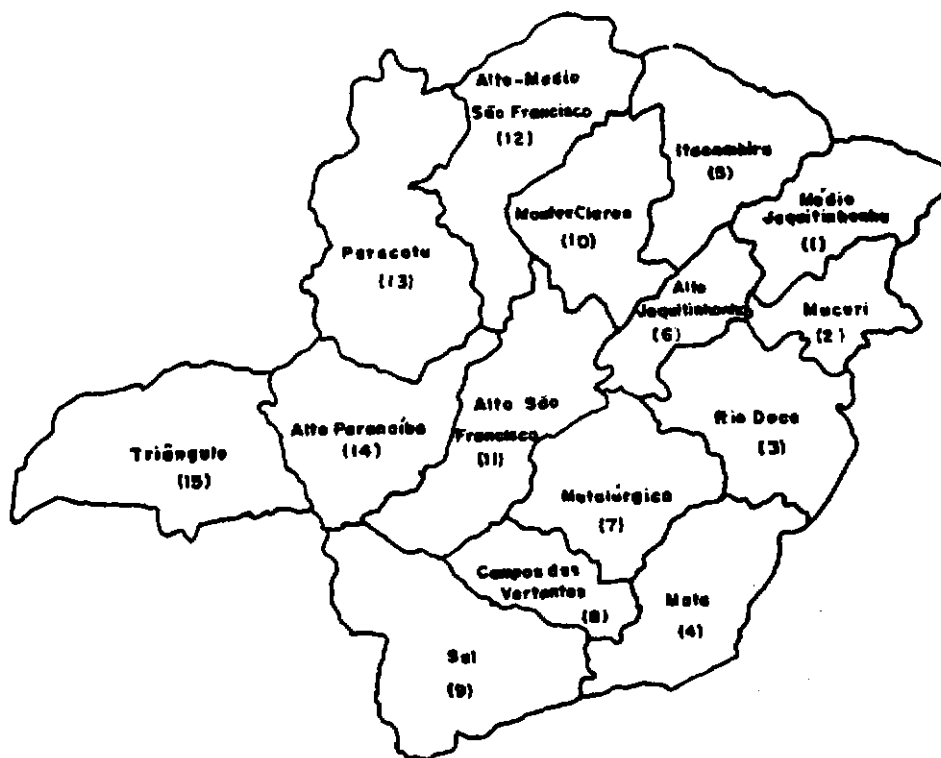 Alto-Medio
São Francisco
(12)
Itacambira
(5)
Médio
Jequitinhonha
(1)
Montes Claros
(10)
Paracatu
(13)
Alto
Jequitinhonha
(6)
Mucuri
(2)
Alto São
Francisco
(11)
Rio Doce
(3)
Alto Paranaíba
(14)
Triângulo
(15)
Metalúrgica
(7)
Campos das
Vertentes
(8)
Mata
(4)
Sul
(9)